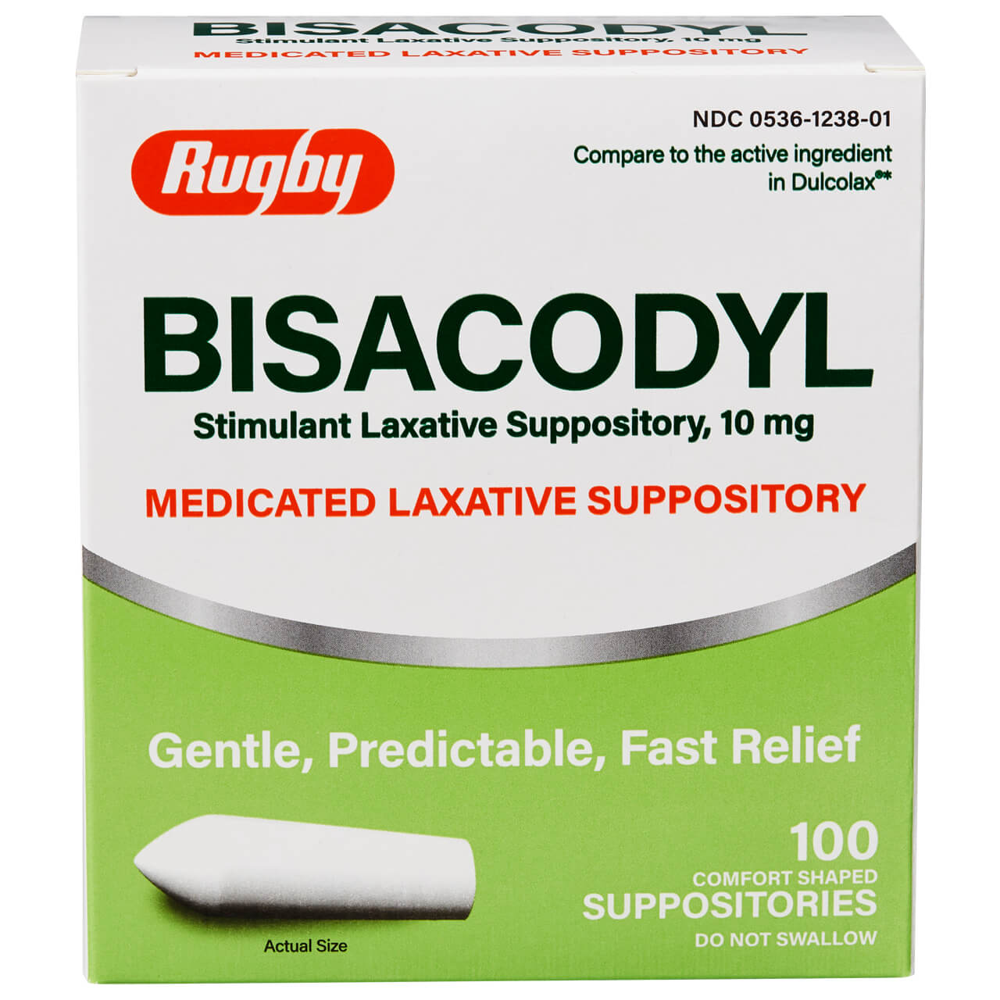 BISACODYL
Stimulant Laxative Suppository, 10 mg
MEDICATED LAXATIVE SUPPOSITORY
NDC 0536-1238-01
Rugby
Compare to the active ingredient
in Dulcolax®*
BISACODYL
Stimulant Laxative Suppository, 10 mg
MEDICATED LAXATIVE SUPPOSITORY
Gentle, Predictable, Fast Relief
100
COMFORT SHAPED
SUPPOSITORIES
DO NOT SWALLOW
Actual Size